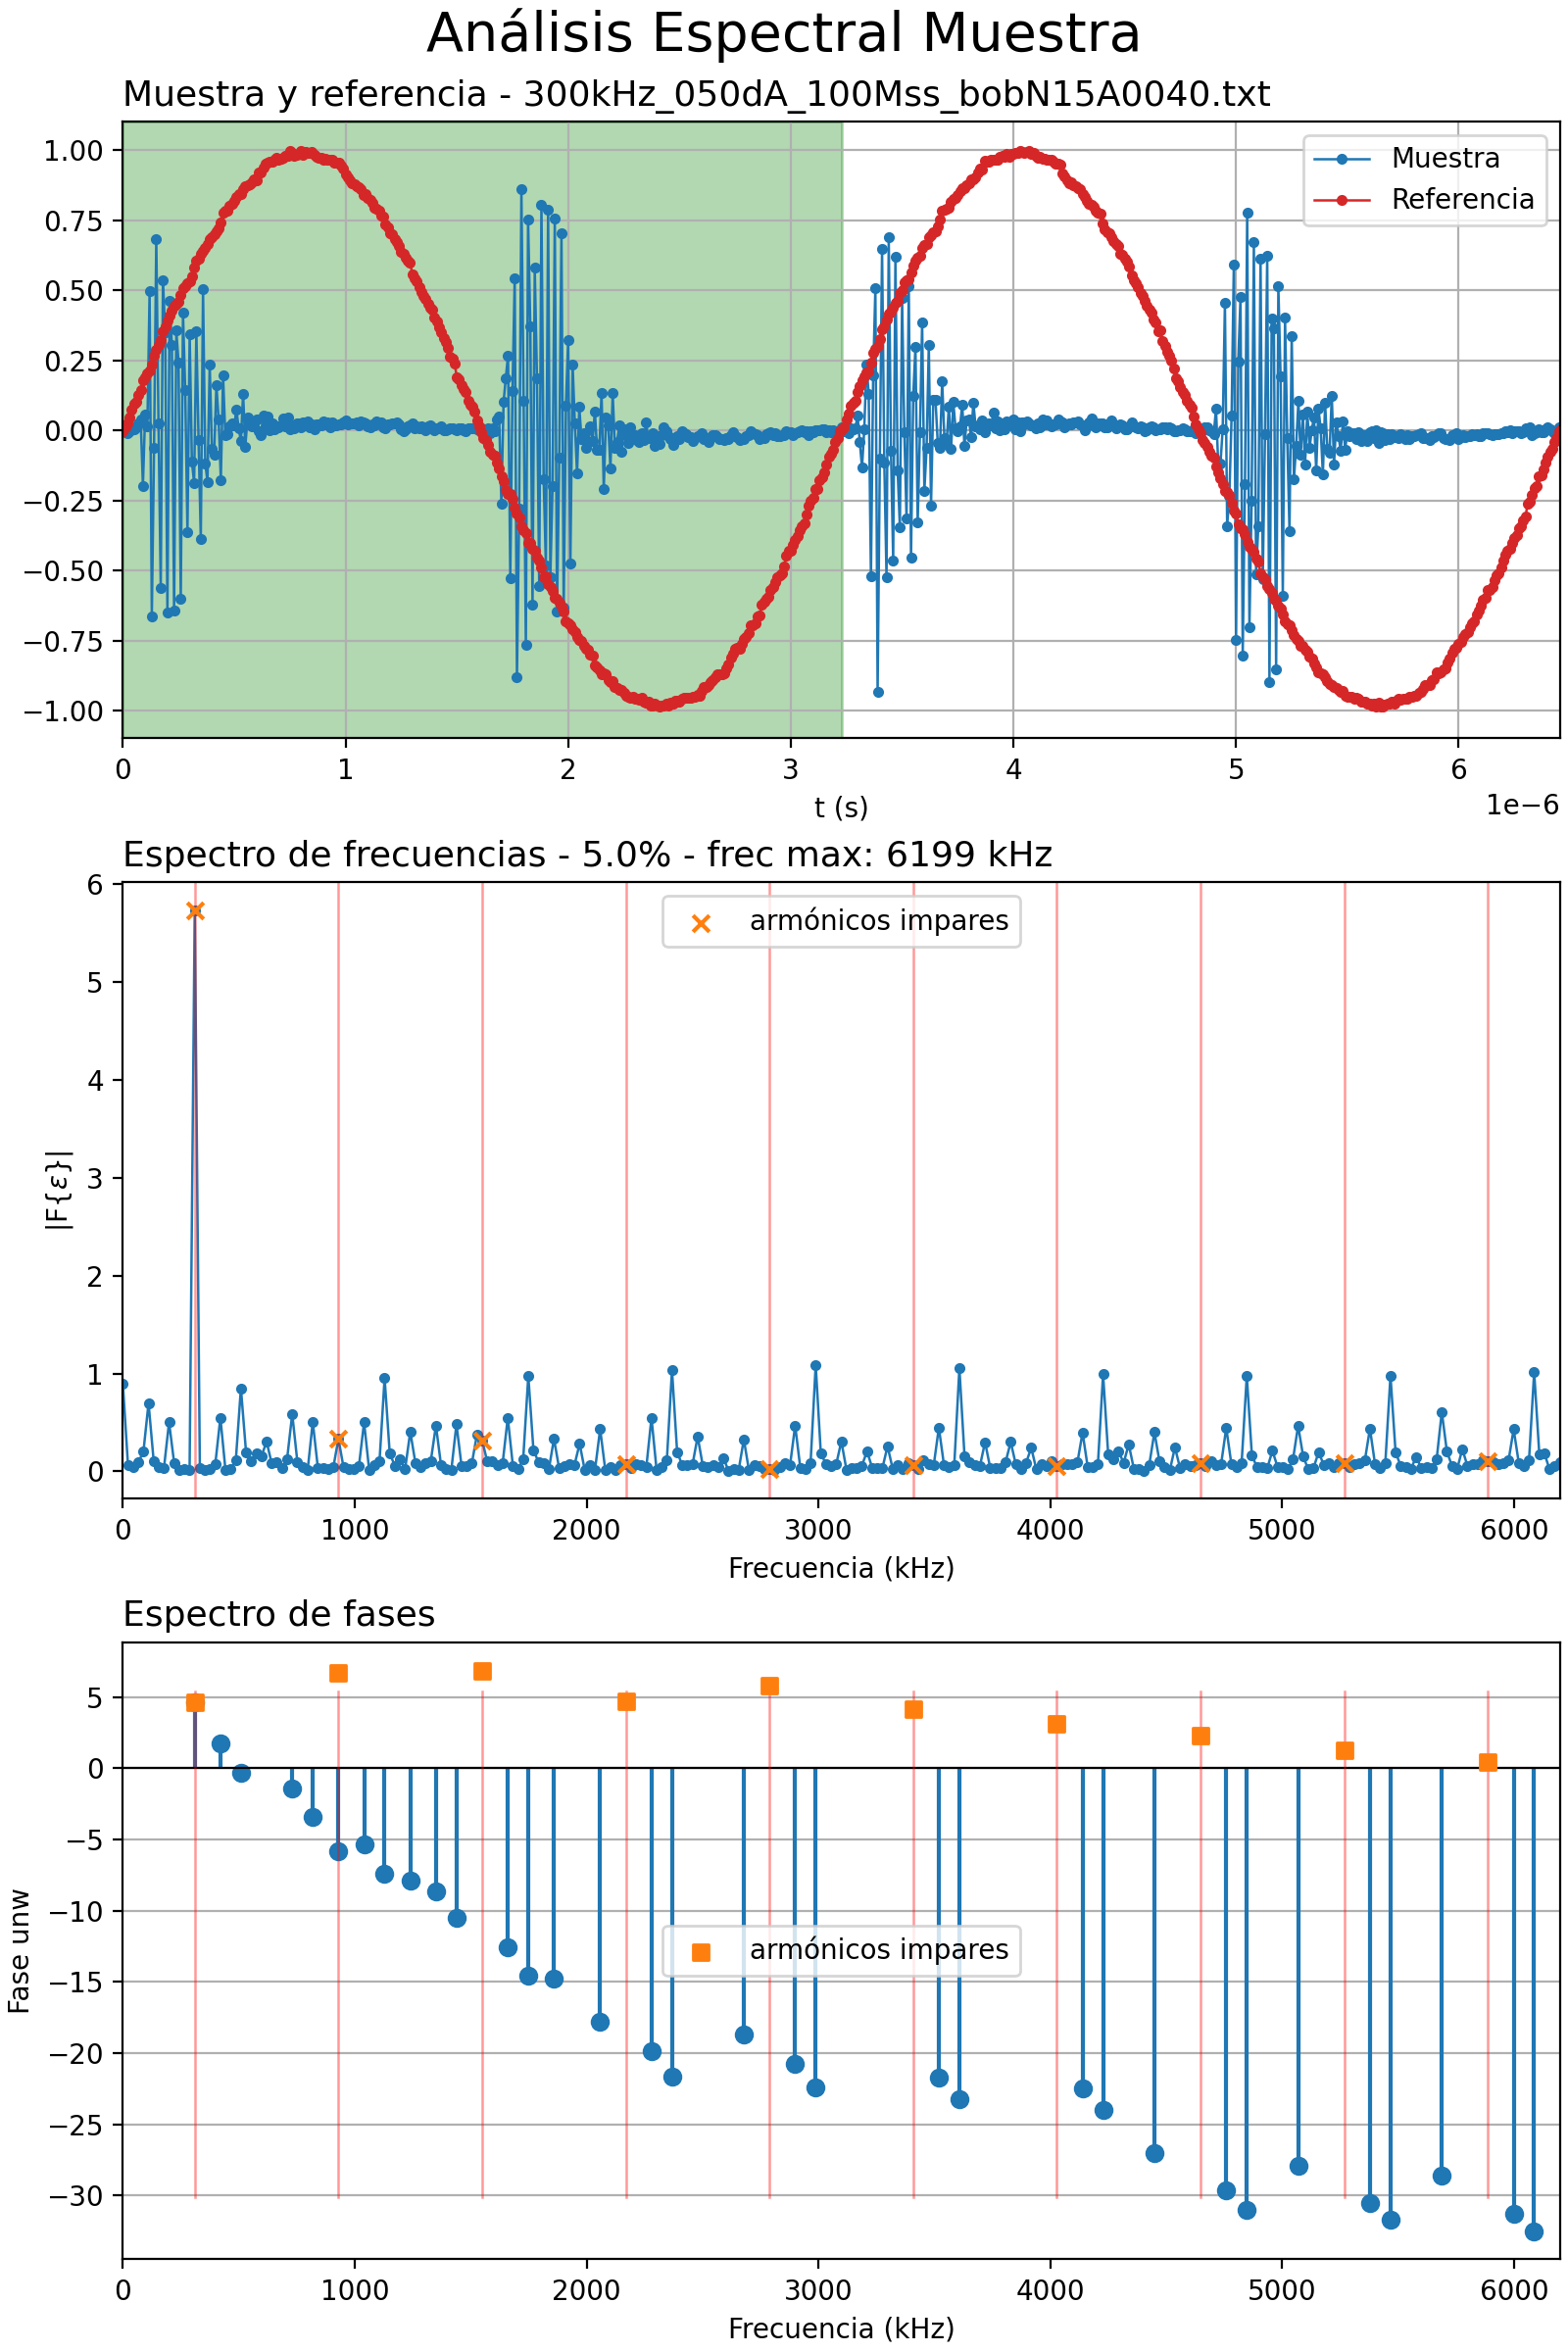 Análisis Espectral Muestra
Muestra y referencia - 300kHz_050dA_100Mss_bobN15A0040.txt
Muestra
Referencia
1.00
0.75
0.50
0.25
0.00
−0.25
−0.50
−0.75
−1.00
0 1 2 3 4 5 6
t (s)
1e−6
Espectro de frecuencias - 5.0% - frec max: 6199 kHz
armónicos impares
6
5
4
3
2
1
0
|F{ε}|
0 1000 2000 3000 4000 5000 6000
Frecuencia (kHz)
Espectro de fases
5
0
−5
−10
−15
−20
−25
−30
Fase unw
armónicos impares
0 1000 2000 3000 4000 5000 6000
Frecuencia (kHz)